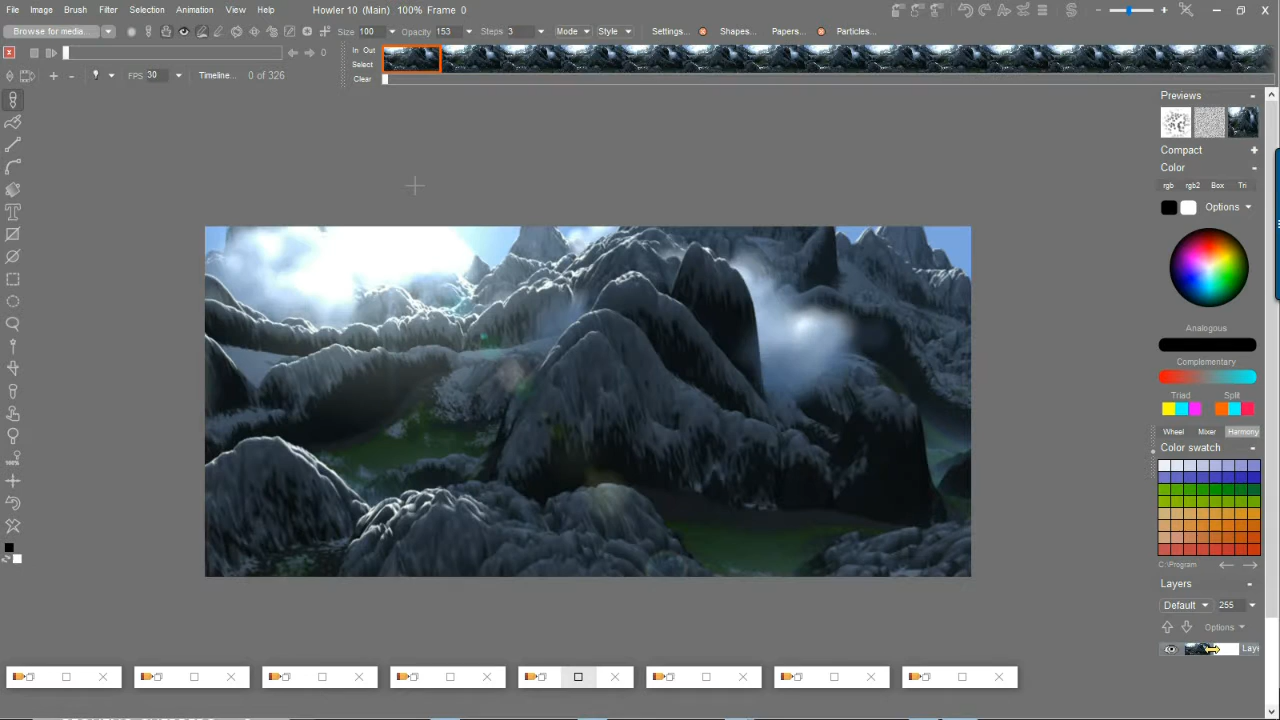 File Image Brush Filter Selection Animation View Help Howler 10 (Main) 100% Frame 0
Browse for media... Size 100 Opacity 153 Steps 3 Mode Style Settings... Shapes... Papers... Particles...
0 In Out
Select
FPS 30 Timeline... 0 of 326 Clear
Previews
Compact
Color
rgb rgb2 Box Tri
Options
Analogous
Complementary
Triad Split
Wheel Mixer Harmony
Color swatch
C:\Program
Layers
Default 255
Options
100%
Laye